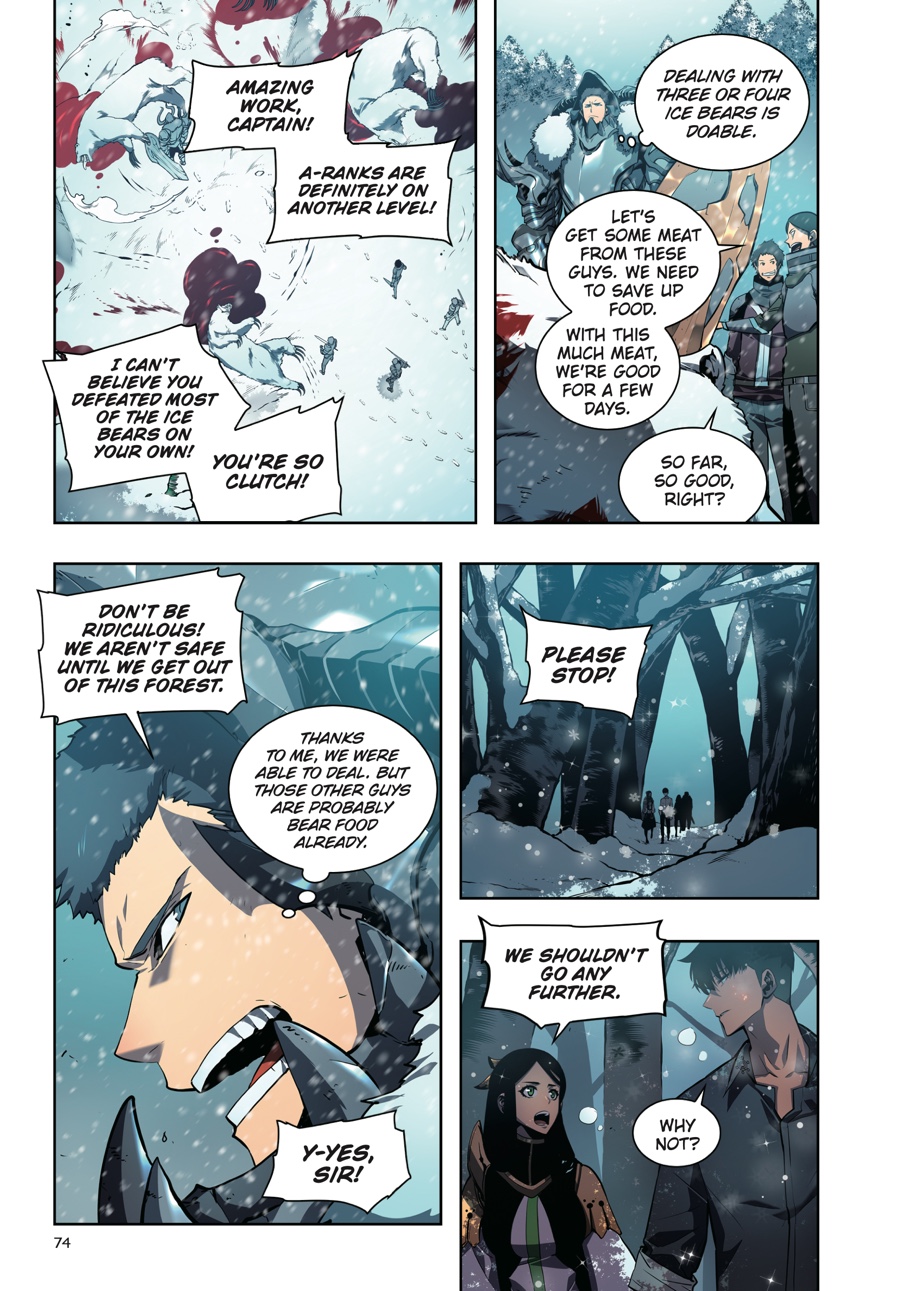 AMAZING
WORK,
CAPTAIN!
A-RANKS ARE
DEFINITELY ON
ANOTHER LEVEL!
I CAN'T
BELIEVE YOU
DEFEATED MOST
OF THE ICE
BEARS ON
YOUR OWN!
YOU'RE SO
CLUTCH!
DEALING WITH
THREE OR FOUR
ICE BEARS IS
DOABLE.
LET'S
GET SOME MEAT
FROM THESE
GUYS. WE NEED
TO SAVE UP
FOOD.
WITH THIS
MUCH MEAT,
WE'RE GOOD
FOR A FEW
DAYS.
SO FAR,
SO GOOD,
RIGHT?
DON'T BE
RIDICULOUS!
WE AREN'T SAFE
UNTIL WE GET OUT
OF THIS FOREST.
THANKS
TO ME, WE WERE
ABLE TO DEAL. BUT
THOSE OTHER GUYS
ARE PROBABLY
BEAR FOOD
ALREADY.
Y-YES,
SIR!
PLEASE
STOP!
WE SHOULDN'T
GO ANY
FURTHER.
WHY
NOT?
74